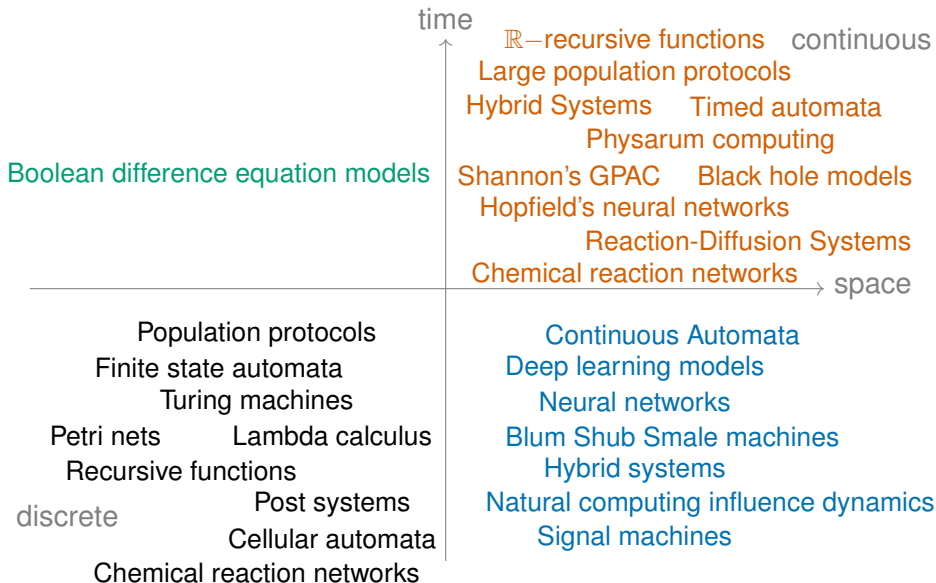 time
ℝ−recursive functions
continuous
Large population protocols
Hybrid Systems
Timed automata
Physarum computing
Boolean difference equation models
Shannon's GPAC
Black hole models
Hopfield's neural networks
Reaction-Diffusion Systems
Chemical reaction networks
space
Population protocols
Continuous Automata
Finite state automata
Deep learning models
Turing machines
Neural networks
Petri nets
Lambda calculus
Blum Shub Smale machines
Recursive functions
Hybrid systems
Post systems
Natural computing influence dynamics
discrete
Cellular automata
Signal machines
Chemical reaction networks